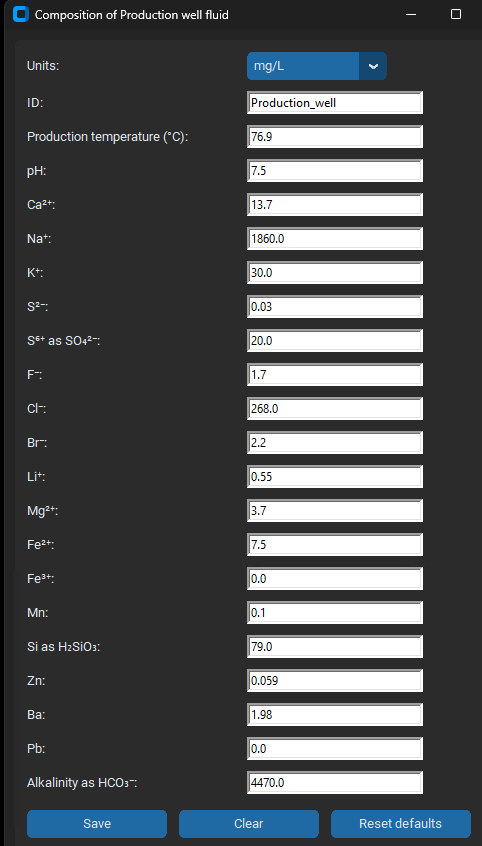 Composition of Production well fluid
Units: mg/L
ID: Production_well
Production temperature (°C): 76.9
pH: 7.5
Ca²⁺: 13.7
Na⁺: 1860.0
K⁺: 30.0
S²⁻: 0.03
S⁶⁺ as SO₄²⁻: 20.0
F⁻: 1.7
Cl⁻: 268.0
Br⁻: 2.2
Li⁺: 0.55
Mg²⁺: 3.7
Fe²⁺: 7.5
Fe³⁺: 0.0
Mn: 0.1
Si as H₂SiO₃: 79.0
Zn: 0.059
Ba: 1.98
Pb: 0.0
Alkalinity as HCO₃⁻: 4470.0
Save Clear Reset defaults